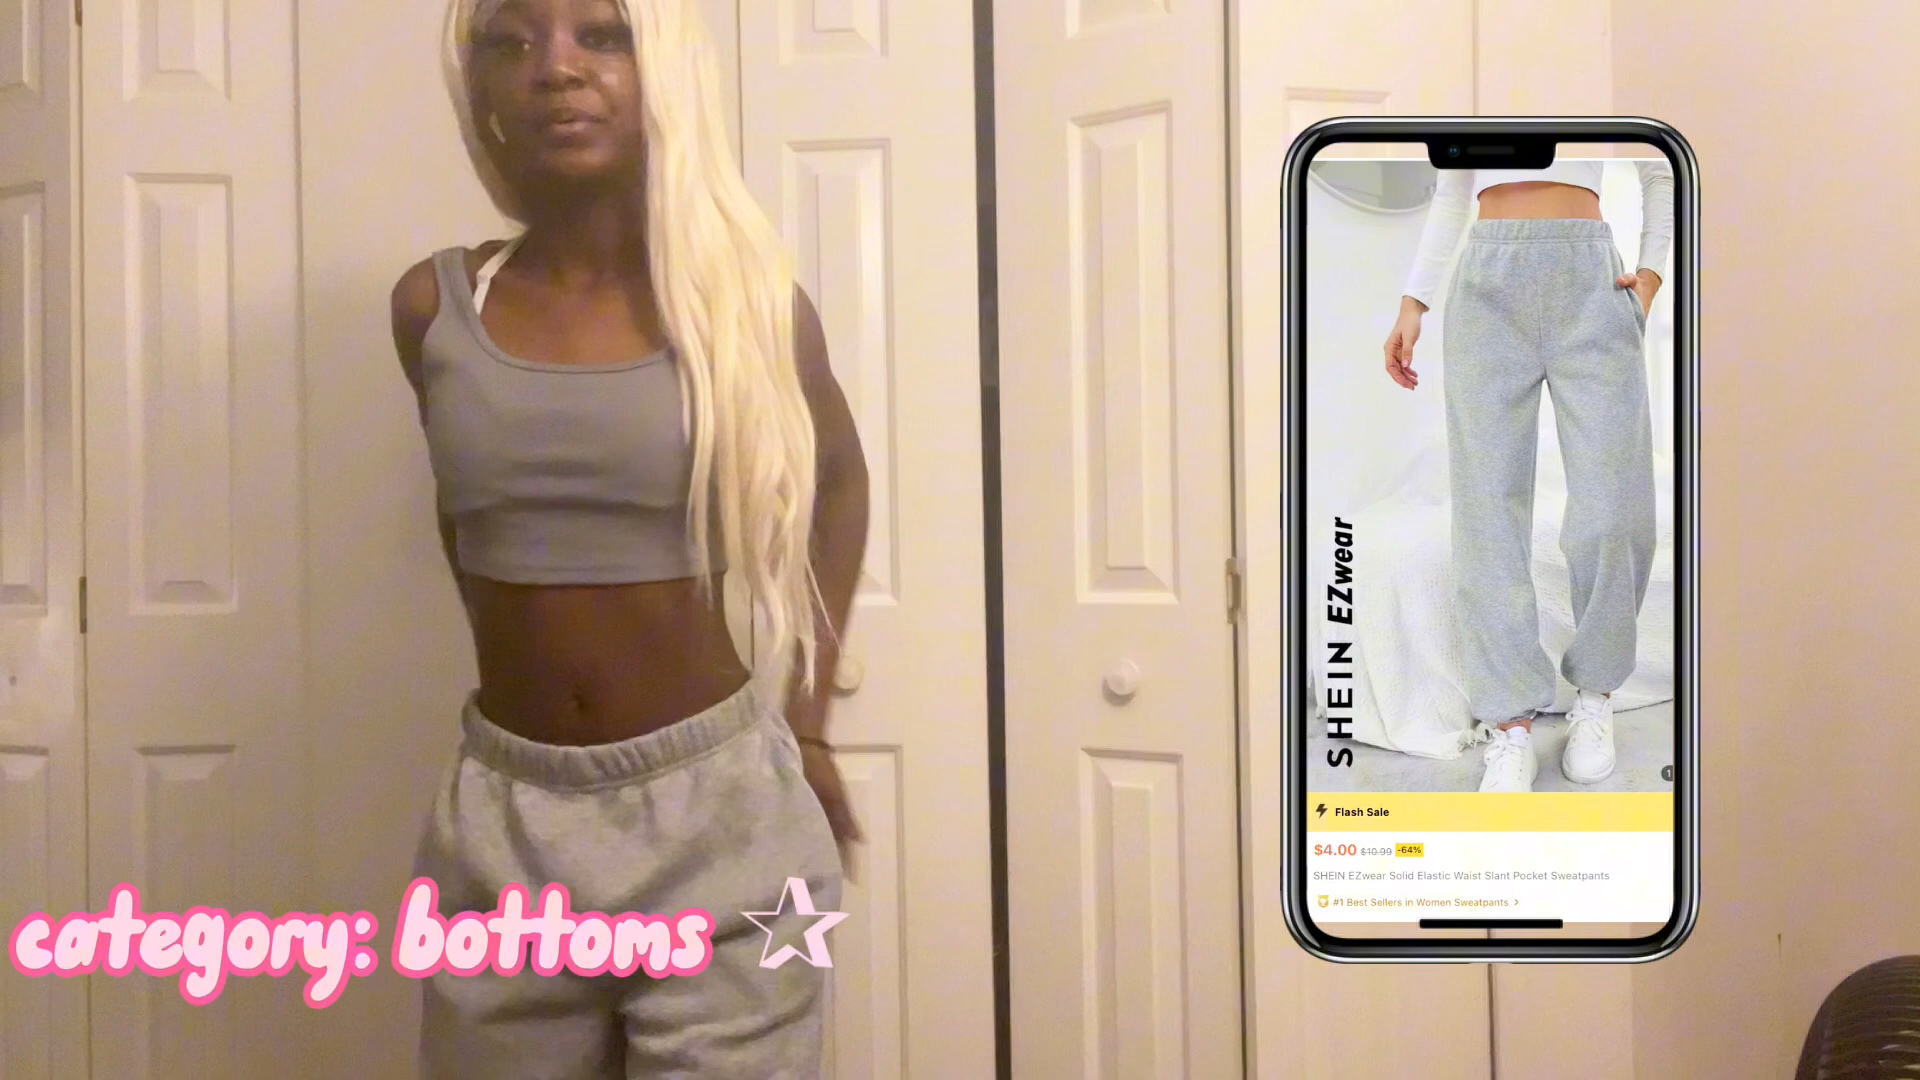 category: bottoms
SHEIN EZwear
1
Flash Sale
$4.00 $10.99 -64%
SHEIN EZwear Solid Elastic Waist Slant Pocket Sweatpants
#1 Best Sellers in Women Sweatpants >